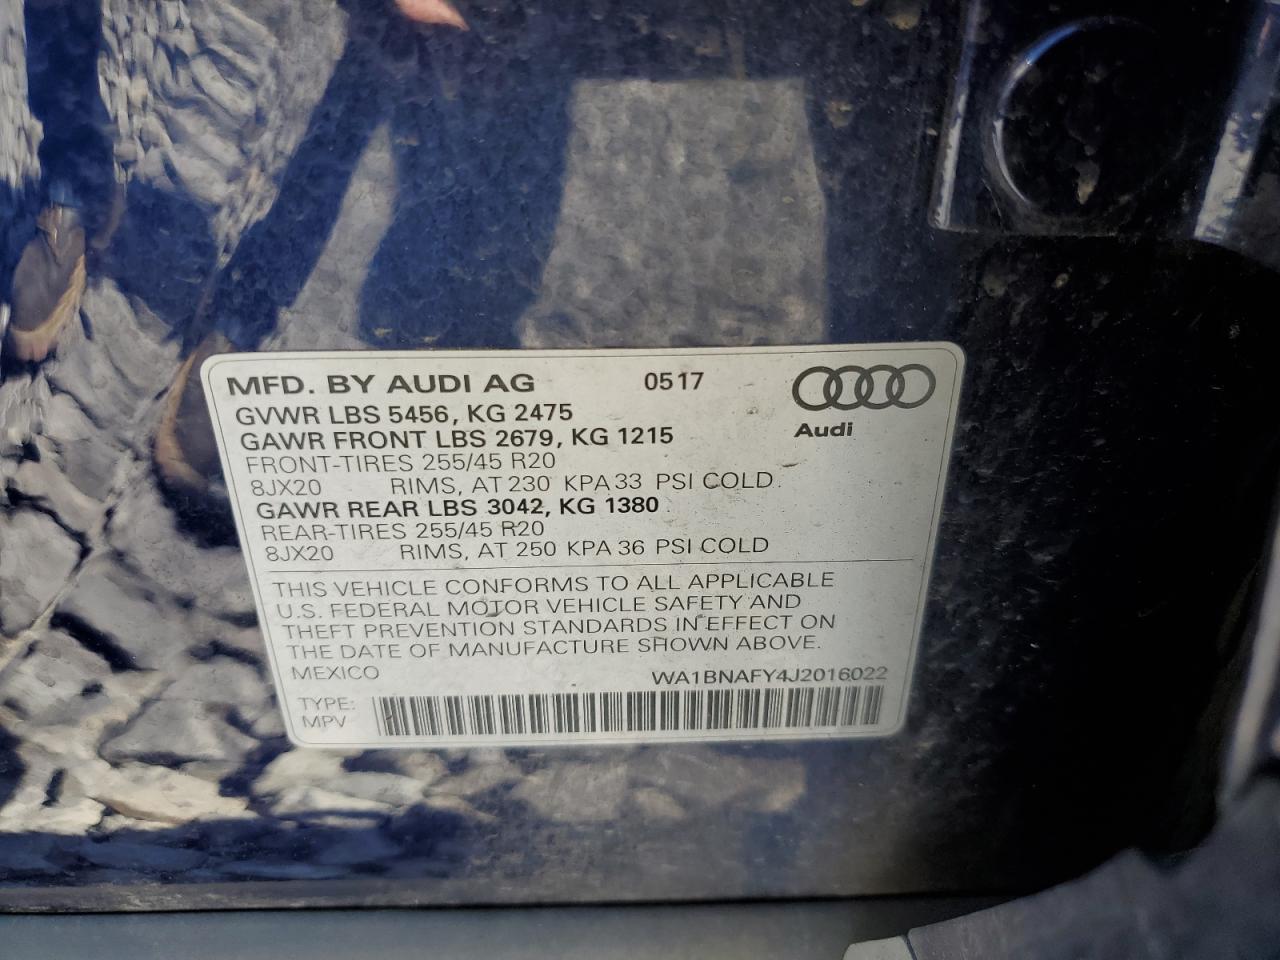 MFD. BY AUDI AG 0517
Audi
GVWR LBS 5456, KG 2475
GAWR FRONT LBS 2679, KG 1215
FRONT-TIRES 255/45 R20
8JX20 RIMS, AT 230 KPA 33 PSI COLD
GAWR REAR LBS 3042, KG 1380
REAR-TIRES 255/45 R20
8JX20 RIMS, AT 250 KPA 36 PSI COLD
THIS VEHICLE CONFORMS TO ALL APPLICABLE
U.S. FEDERAL MOTOR VEHICLE SAFETY AND
THEFT PREVENTION STANDARDS IN EFFECT ON
THE DATE OF MANUFACTURE SHOWN ABOVE.
MEXICO WA1BNAFY4J2016022
TYPE:
MPV